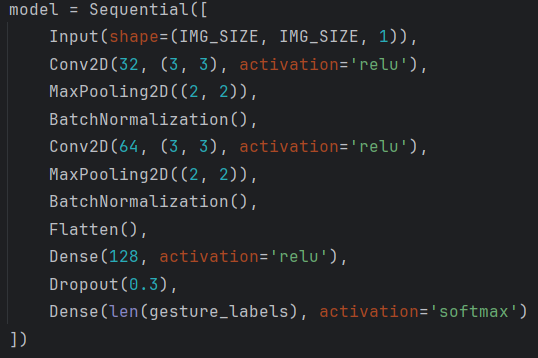 model = Sequential([
    Input(shape=(IMG_SIZE, IMG_SIZE, 1)),
    Conv2D(32, (3, 3), activation='relu'),
    MaxPooling2D((2, 2)),
    BatchNormalization(),
    Conv2D(64, (3, 3), activation='relu'),
    MaxPooling2D((2, 2)),
    BatchNormalization(),
    Flatten(),
    Dense(128, activation='relu'),
    Dropout(0.3),
    Dense(len(gesture_labels), activation='softmax')
])